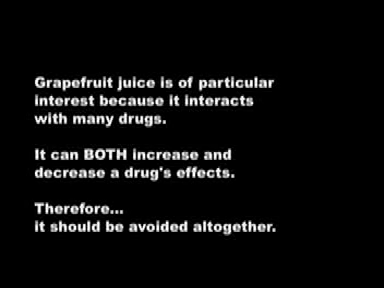 Grapefruit juice is of particular
interest because it interacts
with many drugs.
It can BOTH increase and
decrease a drug's effects.
Therefore...
it should be avoided altogether.